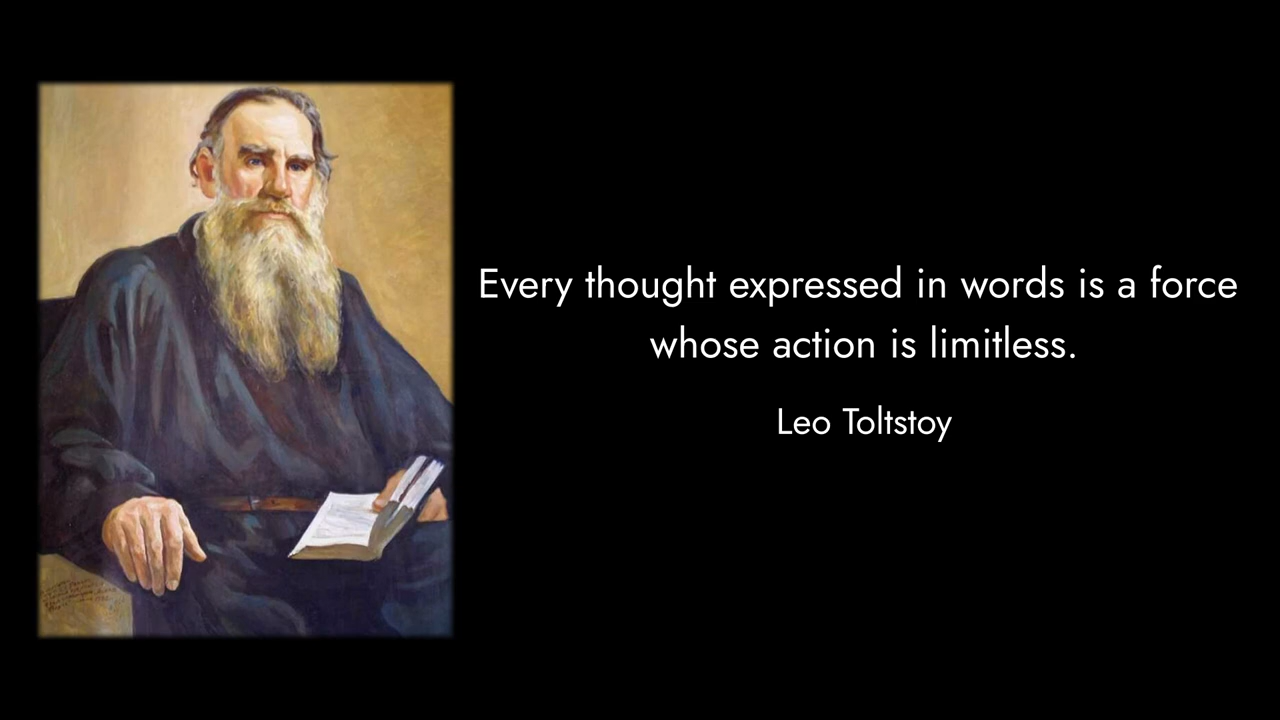 Every thought expressed in words is a force
whose action is limitless.
Leo Toltstoy